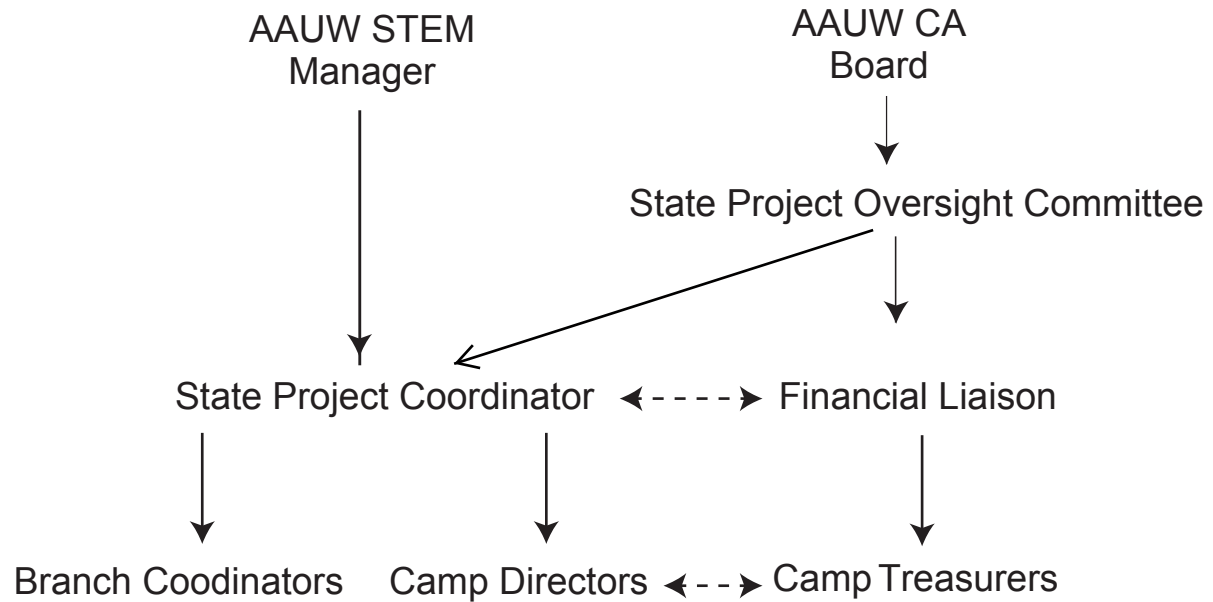 AAUW STEM
Manager
AAUW CA
Board
State Project Oversight Committee
State Project Coordinator
Financial Liaison
Branch Coodinators
Camp Directors
Camp Treasurers